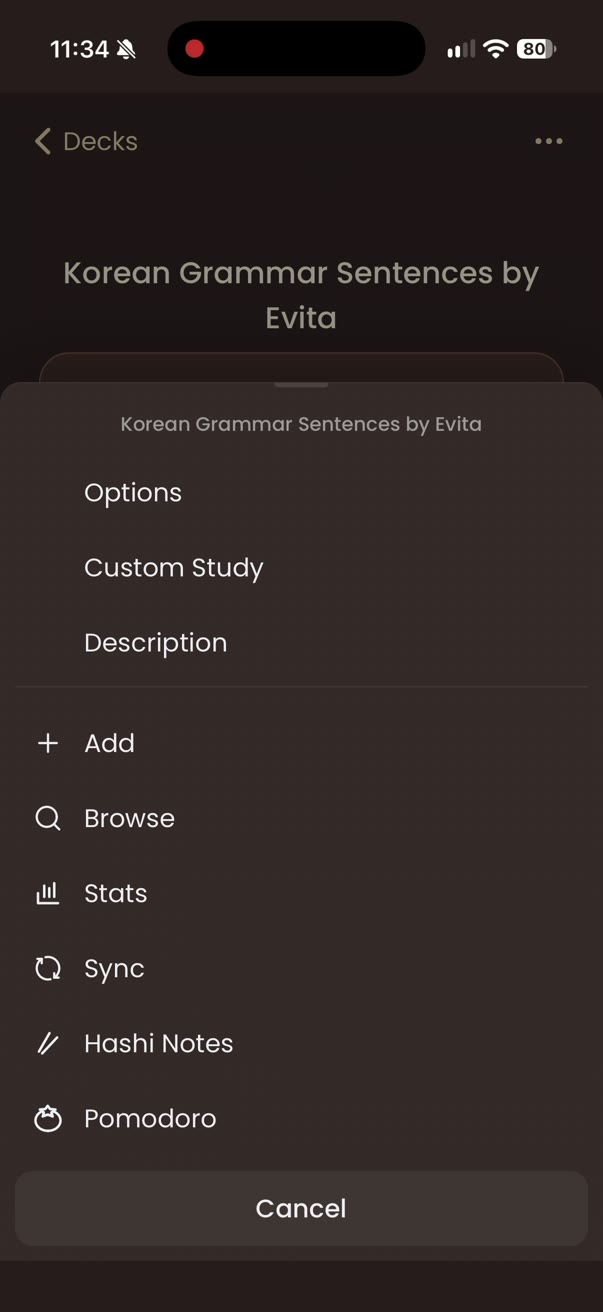 11:34
80
Decks
Korean Grammar Sentences by
Evita
Korean Grammar Sentences by Evita
Options
Custom Study
Description
Add
Browse
Stats
Sync
Hashi Notes
Pomodoro
Cancel